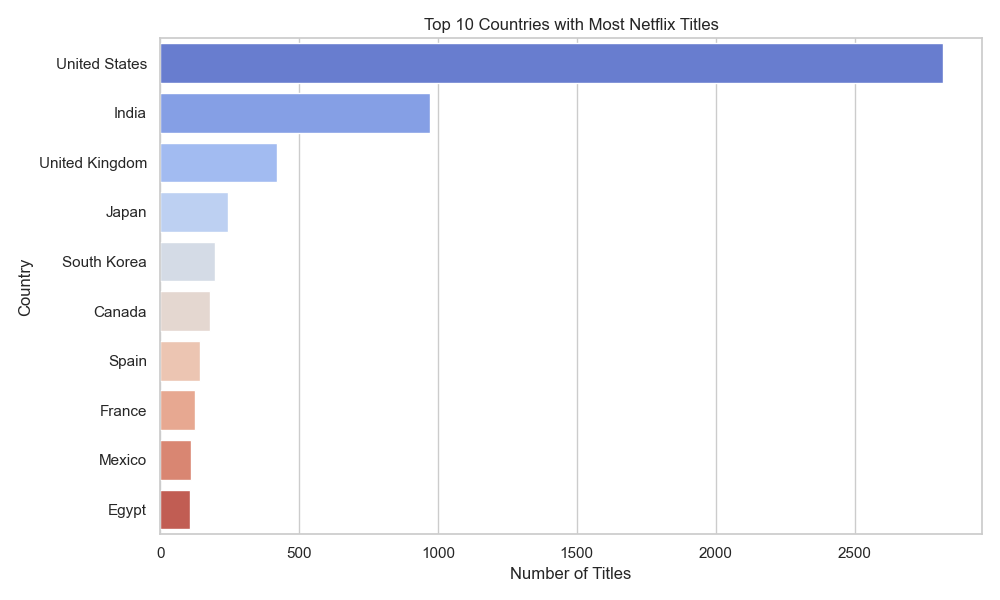 Top 10 Countries with Most Netflix Titles
United States
India
United Kingdom
Japan
South Korea
Canada
Spain
France
Mexico
Egypt
Country
0 500 1000 1500 2000 2500
Number of Titles